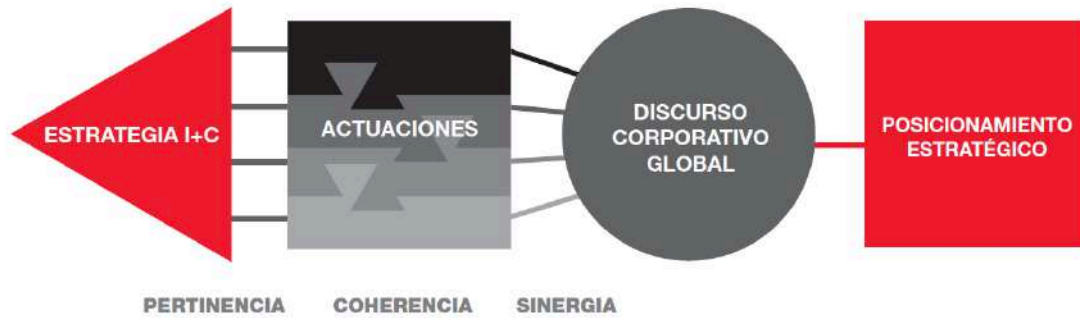 ESTRATEGIA I+C
ACTUACIONES
DISCURSO
CORPORATIVO
GLOBAL
POSICIONAMIENTO
ESTRATÉGICO
PERTINENCIA
COHERENCIA
SINERGIA